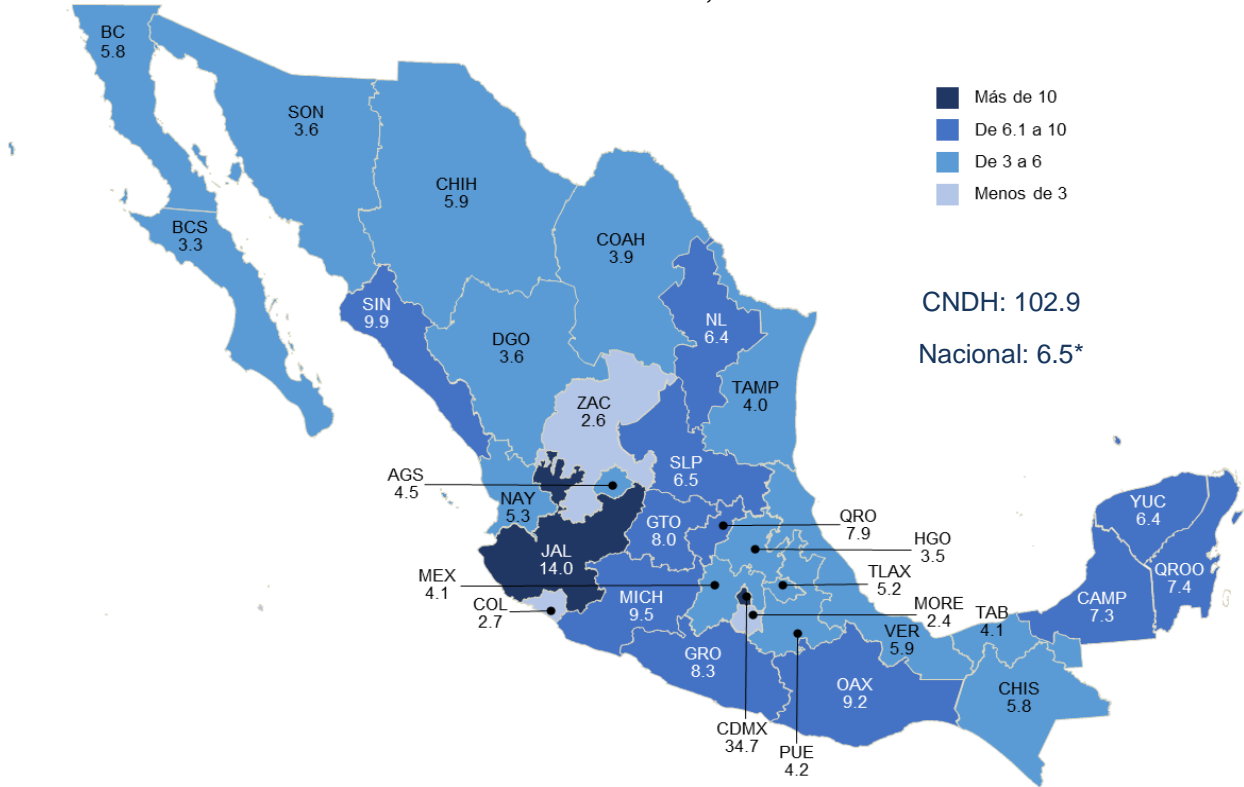 BC
5.8
SON
3.6
CHIH
5.9
BCS
3.3
COAH
3.9
SIN
9.9
NL
6.4
DGO
3.6
TAMP
4.0
ZAC
2.6
SLP
6.5
AGS
4.5
NAY
5.3
GTO
8.0
QRO
7.9
HGO
3.5
JAL
14.0
MEX
4.1
COL
2.7
MICH
9.5
TLAX
5.2
MORE
2.4
TAB
4.1
VER
5.9
YUC
6.4
QROO
7.4
CAMP
7.3
GRO
8.3
OAX
9.2
CHIS
5.8
CDMX
34.7
PUE
4.2
Más de 10
De 6.1 a 10
De 3 a 6
Menos de 3
CNDH: 102.9
Nacional: 6.5*